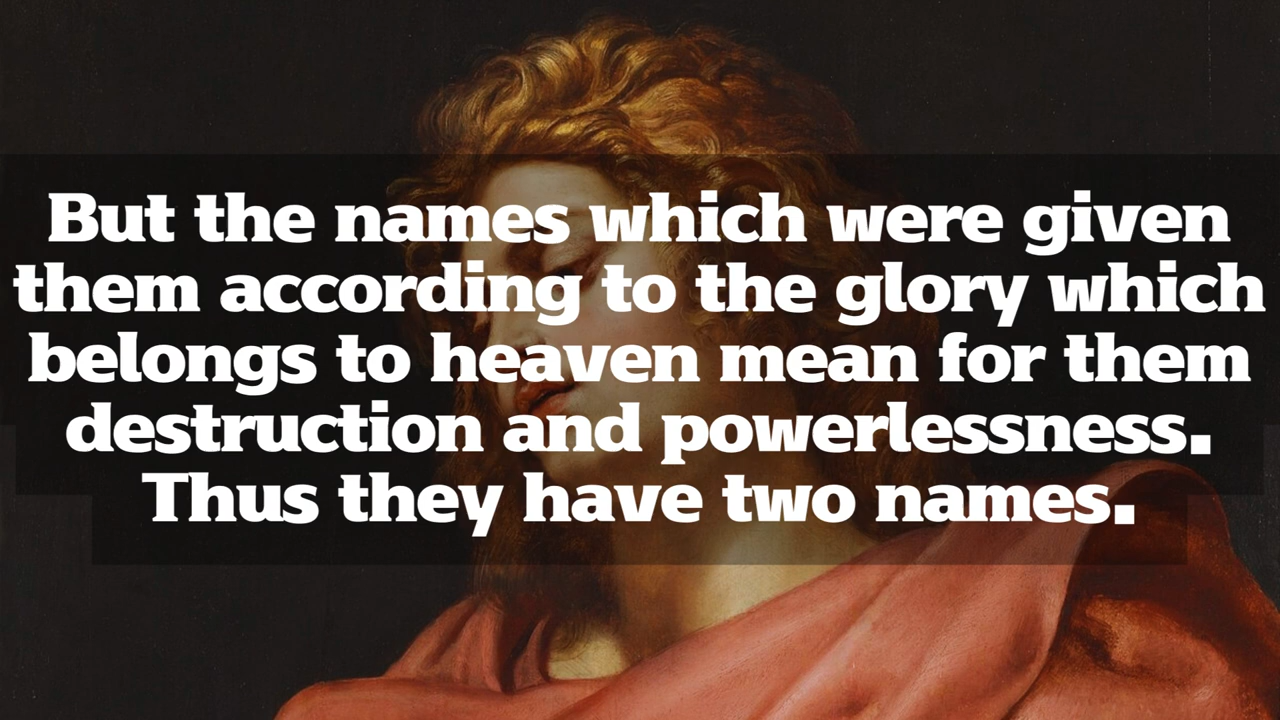 But the names which were given
them according to the glory which
belongs to heaven mean for them
destruction and powerlessness.
Thus they have two names.